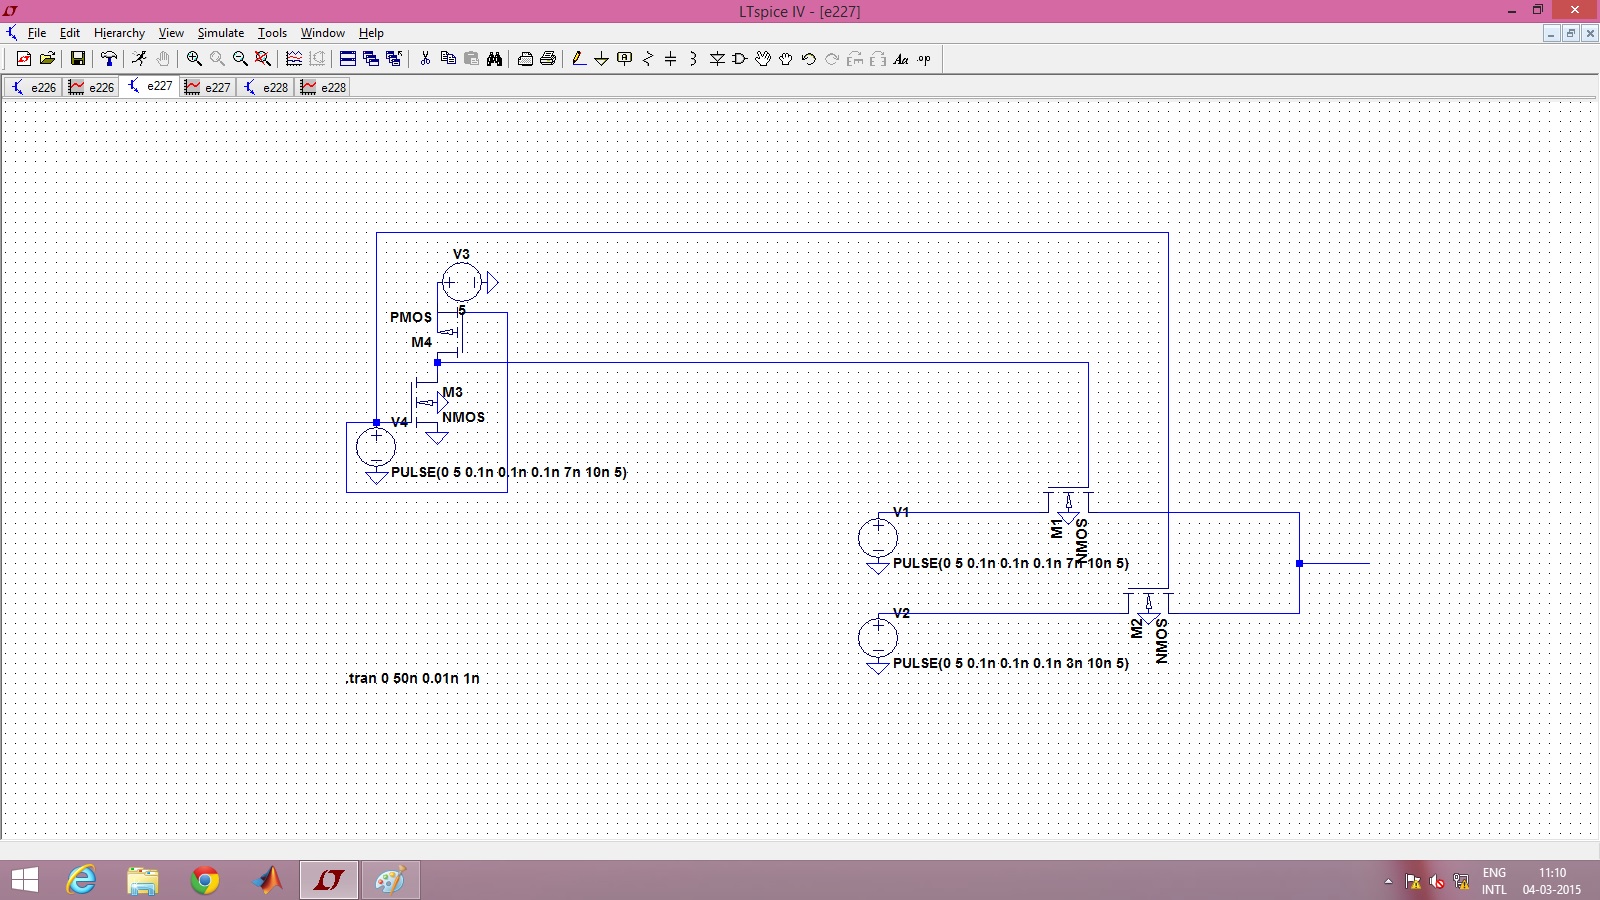 LTspice IV - [e227]
File Edit Hierarchy View Simulate Tools Window Help
Aa .op
e226 e226 e227 e227 e228 e228
V3
5
PMOS
M4
M3
V4
NMOS
PULSE(0 5 0.1n 0.1n 0.1n 7n 10n 5)
V1
M1
NMOS
PULSE(0 5 0.1n 0.1n 0.1n 7n 10n 5)
V2
M2
NMOS
PULSE(0 5 0.1n 0.1n 0.1n 3n 10n 5)
.tran 0 50n 0.01n 1n
ENG 11:10
INTL 04-03-2015